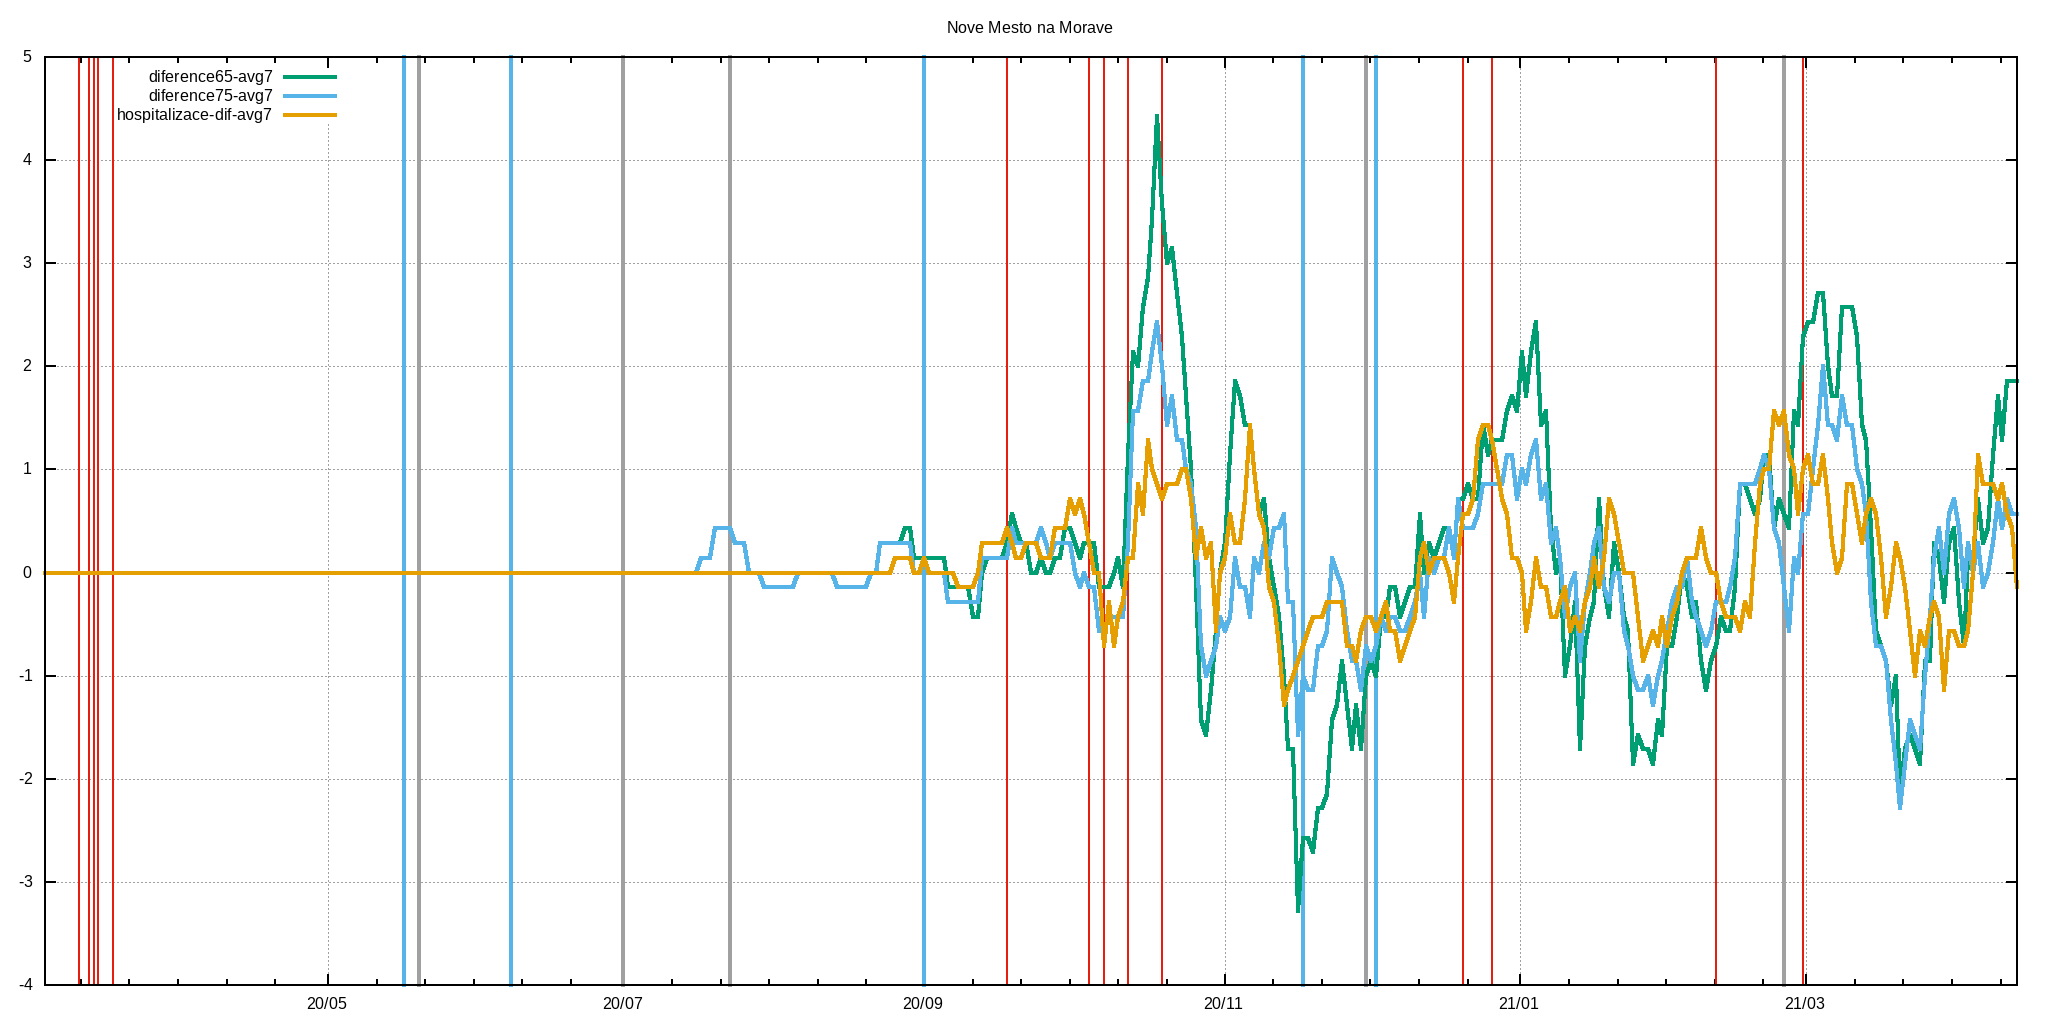 Nove Mesto na Morave
5
diference65-avg7
diference75-avg7
hospitalizace-dif-avg7
4
3
2
1
0
-1
-2
-3
-4
20/05 20/07 20/09 20/11 21/01 21/03